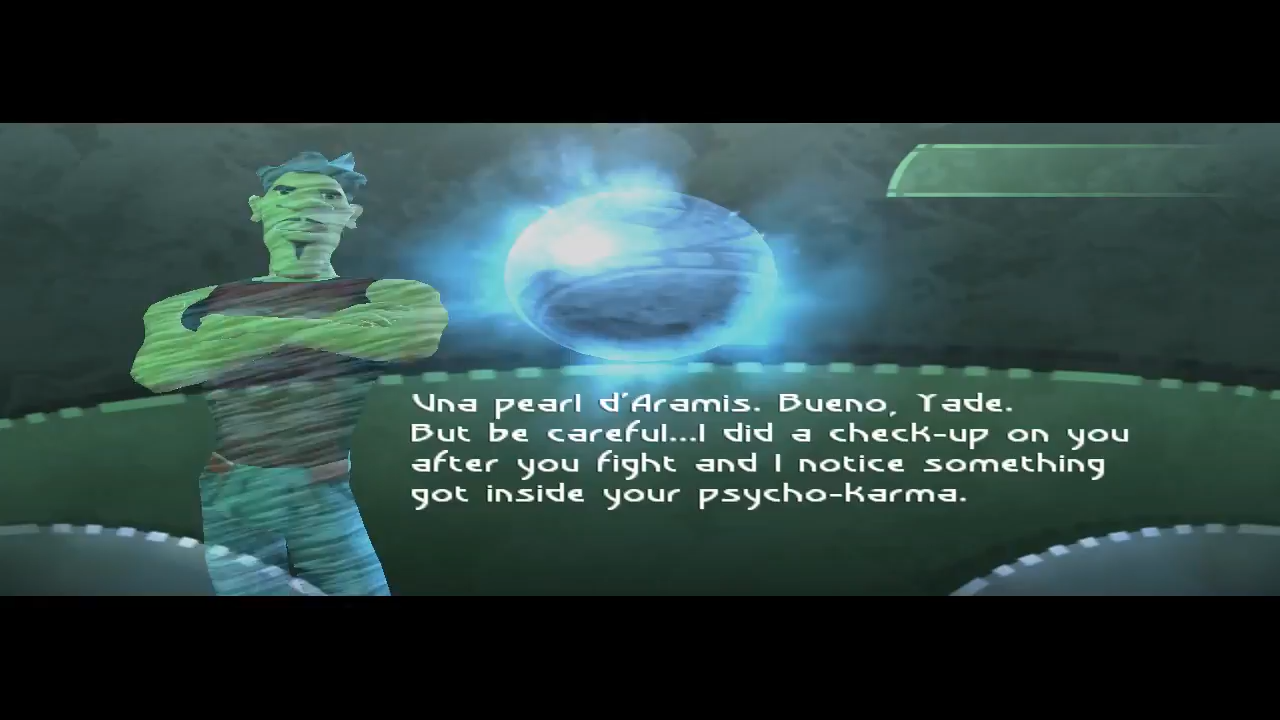 Una pearl d'Aramis. Bueno, Yade.
But be careful...I did a check-up on you
after you fight and I notice something
got inside your psycho-karma.